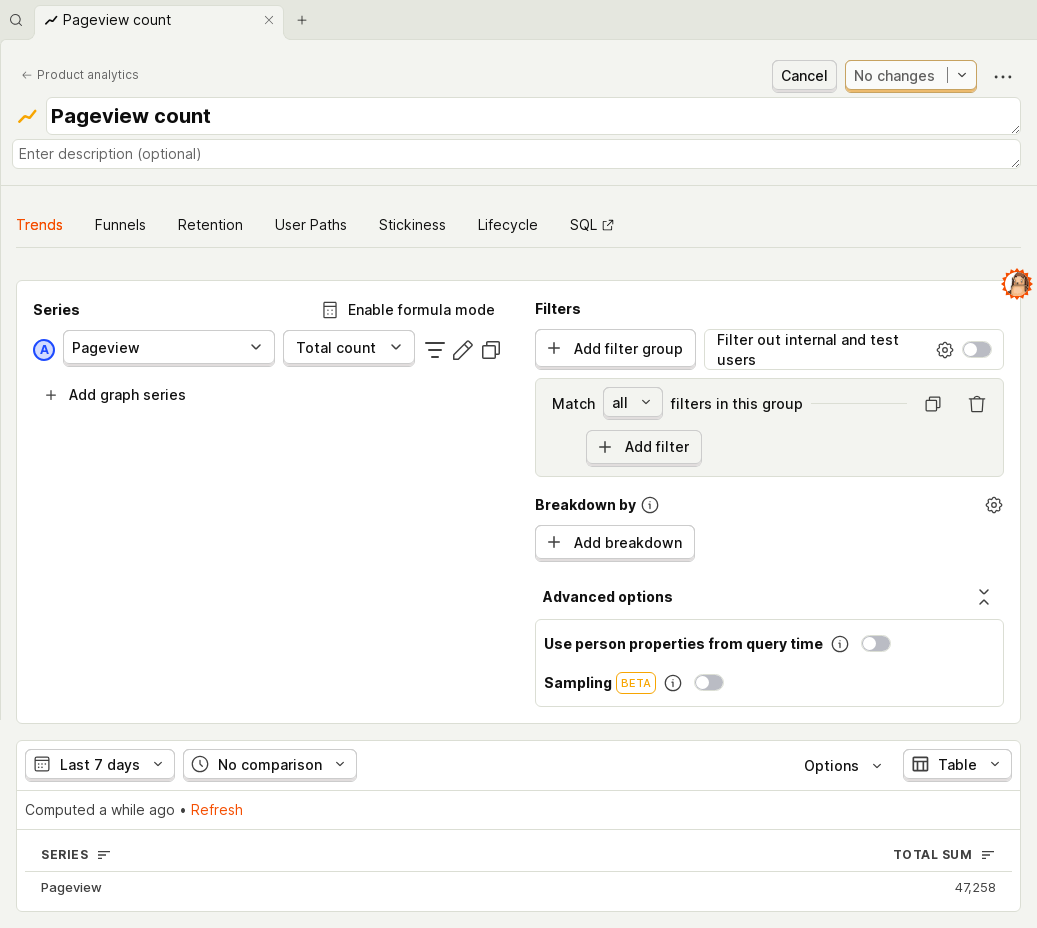 Pageview count
Product analytics
Cancel
No changes
Pageview count
Enter description (optional)
Trends
Funnels
Retention
User Paths
Stickiness
Lifecycle
SQL
Series
Enable formula mode
A
Pageview
Total count
Add graph series
Filters
Add filter group
Filter out internal and test
users
Match
all
filters in this group
Add filter
Breakdown by
Add breakdown
Advanced options
Use person properties from query time
Sampling
BETA
Last 7 days
No comparison
Options
Table
Computed a while ago • Refresh
SERIES
TOTAL SUM
Pageview
47,258